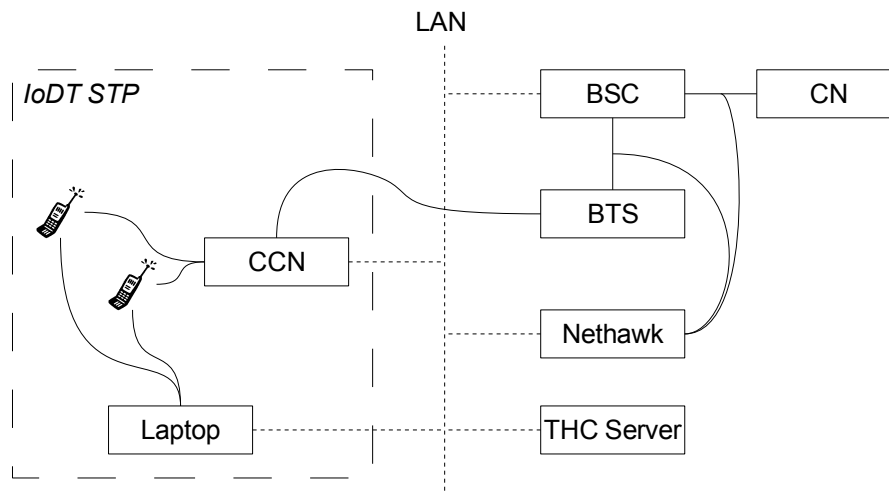 LAN
IoDT STP
BSC
CN
BTS
CCN
Nethawk
Laptop
THC Server